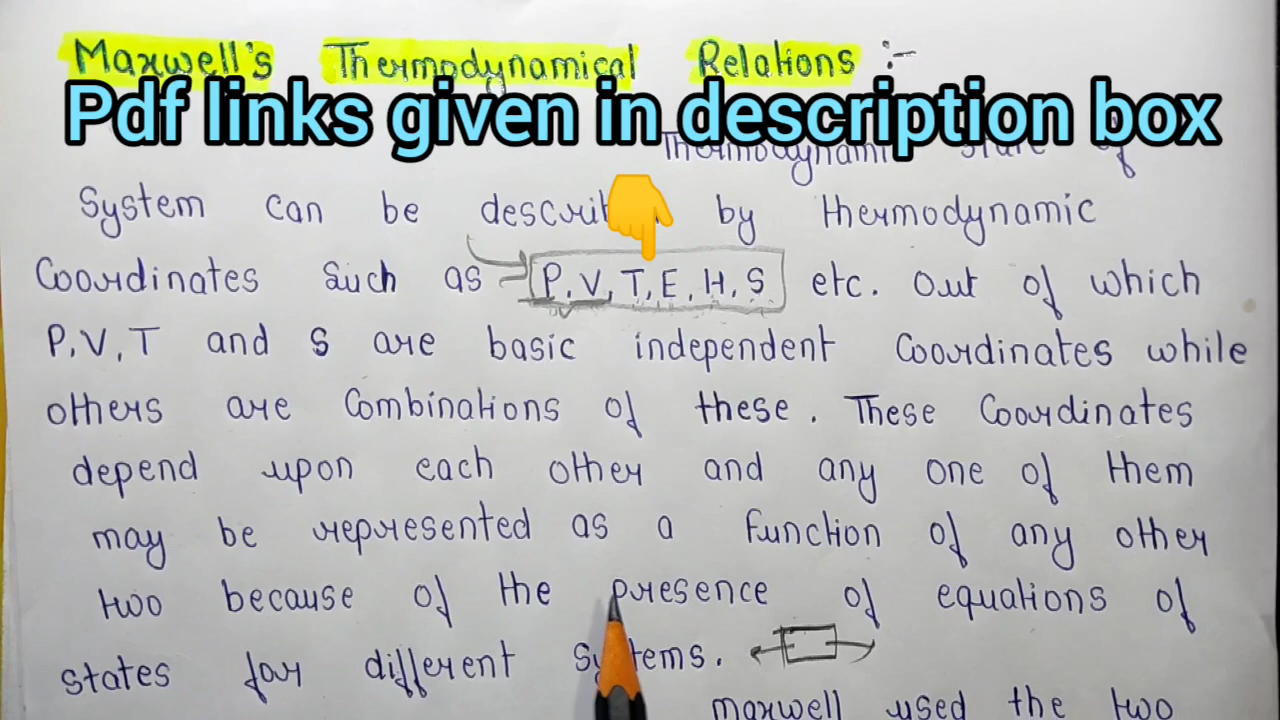 Maxwell's Thermodynamical Relations :-
Pdf links given in description box
Thermodynamic state of
System can be described by thermodynamic
Coordinates Such as P, V, T, E, H, S etc. Out of which
P, V, T and S are basic independent Coordinates while
others are Combinations of these. These Coordinates
depend upon each other and any one of them
may be represented as a function of any other
two because of the presence of equations of
states for different Systems.
maxwell used the two